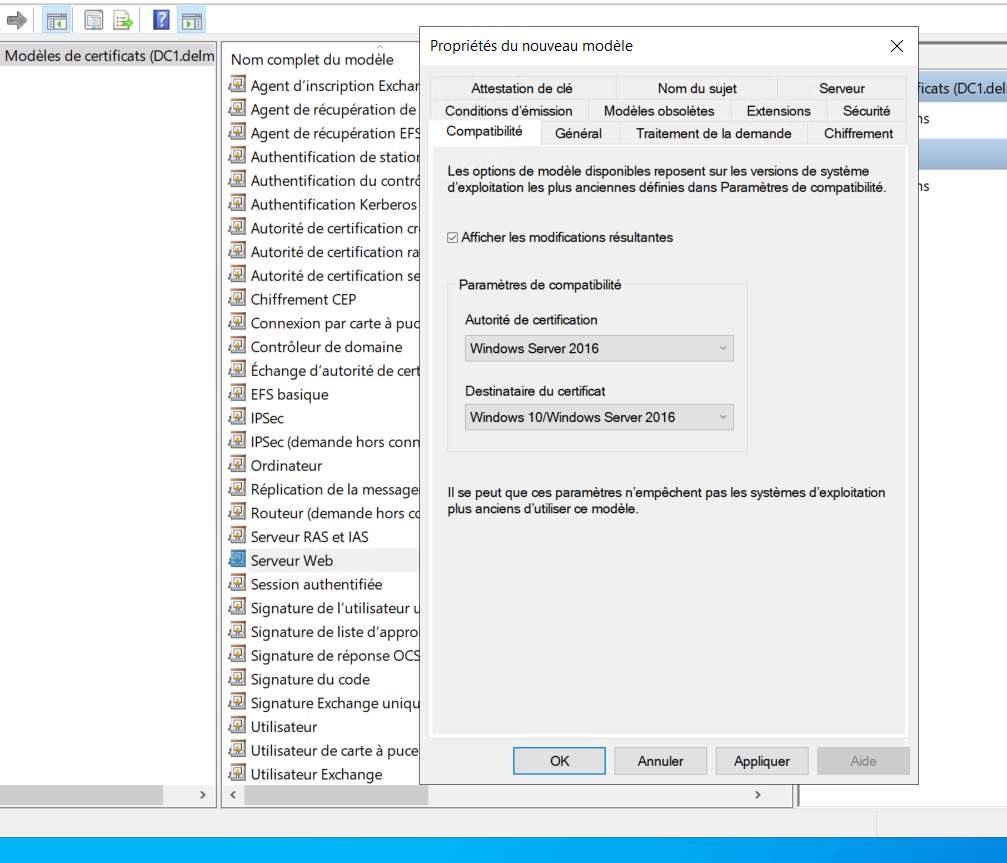 Modèles de certificats (DC1.delm
Nom complet du modèle
Agent d'inscription Exchar
Agent de récupération de
Agent de récupération EFS
Authentification de station
Authentification du contrô
Authentification Kerberos
Autorité de certification cr
Autorité de certification ra
Autorité de certification se
Chiffrement CEP
Connexion par carte à puc
Contrôleur de domaine
Échange d'autorité de cert
EFS basique
IPSec
IPSec (demande hors conn
Ordinateur
Réplication de la message
Routeur (demande hors co
Serveur RAS et IAS
Serveur Web
Session authentifiée
Signature de l'utilisateur u
Signature de liste d'appro
Signature de réponse OCS
Signature du code
Signature Exchange uniqu
Utilisateur
Utilisateur de carte à puce
Utilisateur Exchange
Propriétés du nouveau modèle
Attestation de clé Nom du sujet Serveur
Conditions d'émission Modèles obsolètes Extensions Sécurité
Compatibilité Général Traitement de la demande Chiffrement
Les options de modèle disponibles reposent sur les versions de système
d'exploitation les plus anciennes définies dans Paramètres de compatibilité.
Afficher les modifications résultantes
Paramètres de compatibilité
Autorité de certification
Windows Server 2016
Destinataire du certificat
Windows 10/Windows Server 2016
Il se peut que ces paramètres n'empêchent pas les systèmes d'exploitation
plus anciens d'utiliser ce modèle.
OK Annuler Appliquer Aide
ficats (DC1.del
ns
ns